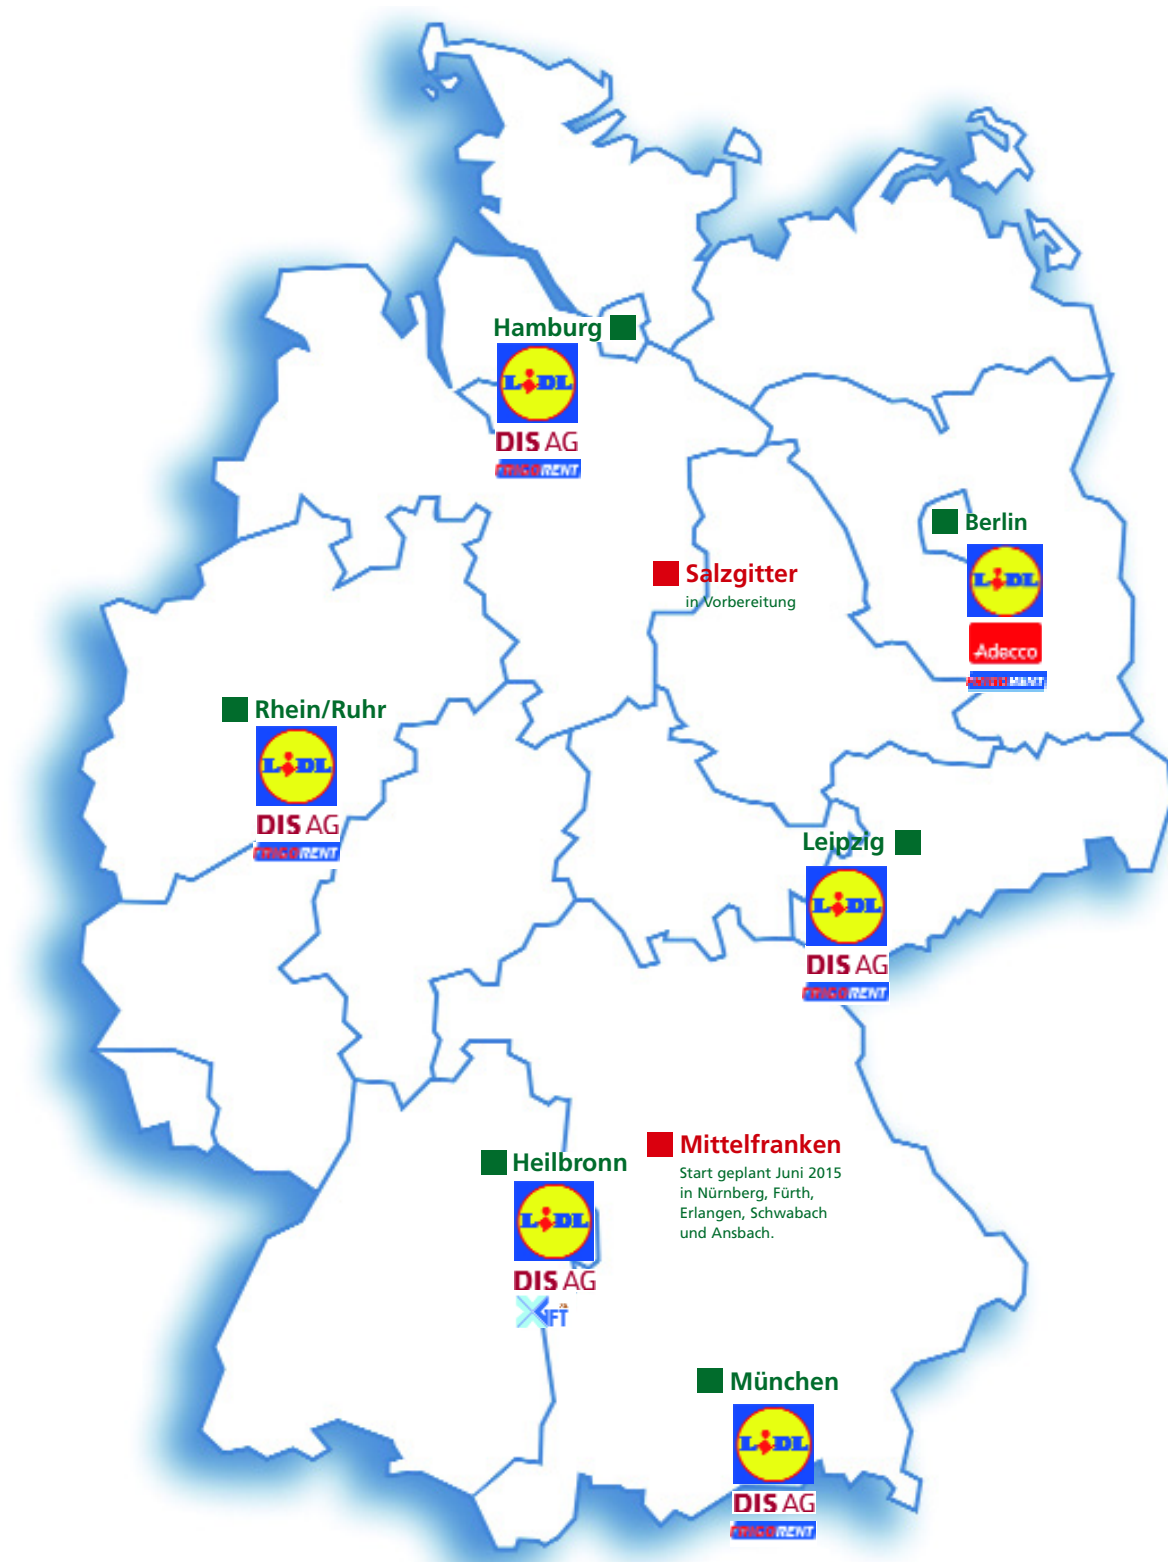 Hamburg
LIDL
DIS AG
FRIGORENT
Berlin
LIDL
Adecco
FRIGORENT
Salzgitter
in Vorbereitung
Rhein/Ruhr
LIDL
DIS AG
FRIGORENT
Leipzig
LIDL
DIS AG
FRIGORENT
Mittelfranken
Start geplant Juni 2015
in Nürnberg, Fürth,
Erlangen, Schwabach
und Ansbach.
Heilbronn
LIDL
DIS AG
München
LIDL
DIS AG
FRIGORENT